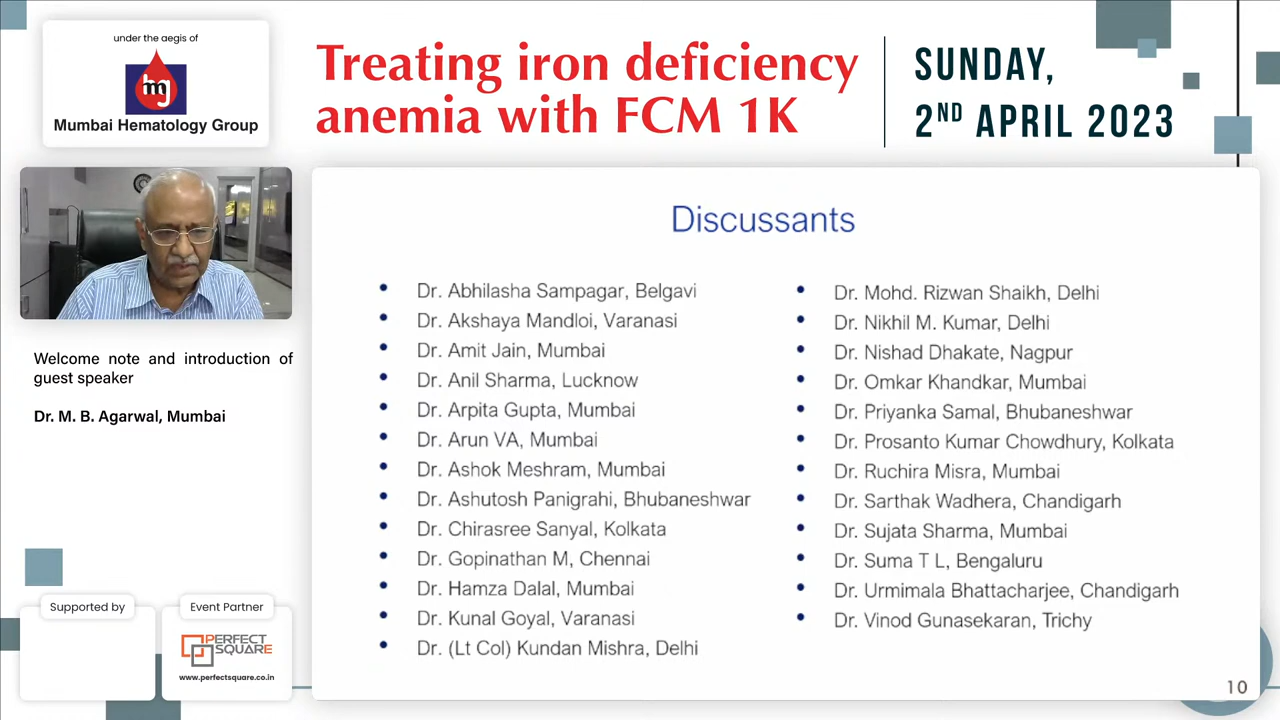 under the aegis of
mhj
Mumbai Hematology Group
Treating iron deficiency
anemia with FCM 1K
SUNDAY,
2ND APRIL 2023
Welcome note and introduction of
guest speaker
Dr. M. B. Agarwal, Mumbai
Supported by
Event Partner
PERFECT
SQUARE
www.perfectsquare.co.in
Discussants
• Dr. Abhilasha Sampagar, Belgavi
• Dr. Akshaya Mandloi, Varanasi
• Dr. Amit Jain, Mumbai
• Dr. Anil Sharma, Lucknow
• Dr. Arpita Gupta, Mumbai
• Dr. Arun VA, Mumbai
• Dr. Ashok Meshram, Mumbai
• Dr. Ashutosh Panigrahi, Bhubaneshwar
• Dr. Chirasree Sanyal, Kolkata
• Dr. Gopinathan M, Chennai
• Dr. Hamza Dalal, Mumbai
• Dr. Kunal Goyal, Varanasi
• Dr. (Lt Col) Kundan Mishra, Delhi
• Dr. Mohd. Rizwan Shaikh, Delhi
• Dr. Nikhil M. Kumar, Delhi
• Dr. Nishad Dhakate, Nagpur
• Dr. Omkar Khandkar, Mumbai
• Dr. Priyanka Samal, Bhubaneshwar
• Dr. Prosanto Kumar Chowdhury, Kolkata
• Dr. Ruchira Misra, Mumbai
• Dr. Sarthak Wadhera, Chandigarh
• Dr. Sujata Sharma, Mumbai
• Dr. Suma T L, Bengaluru
• Dr. Urmimala Bhattacharjee, Chandigarh
• Dr. Vinod Gunasekaran, Trichy
10